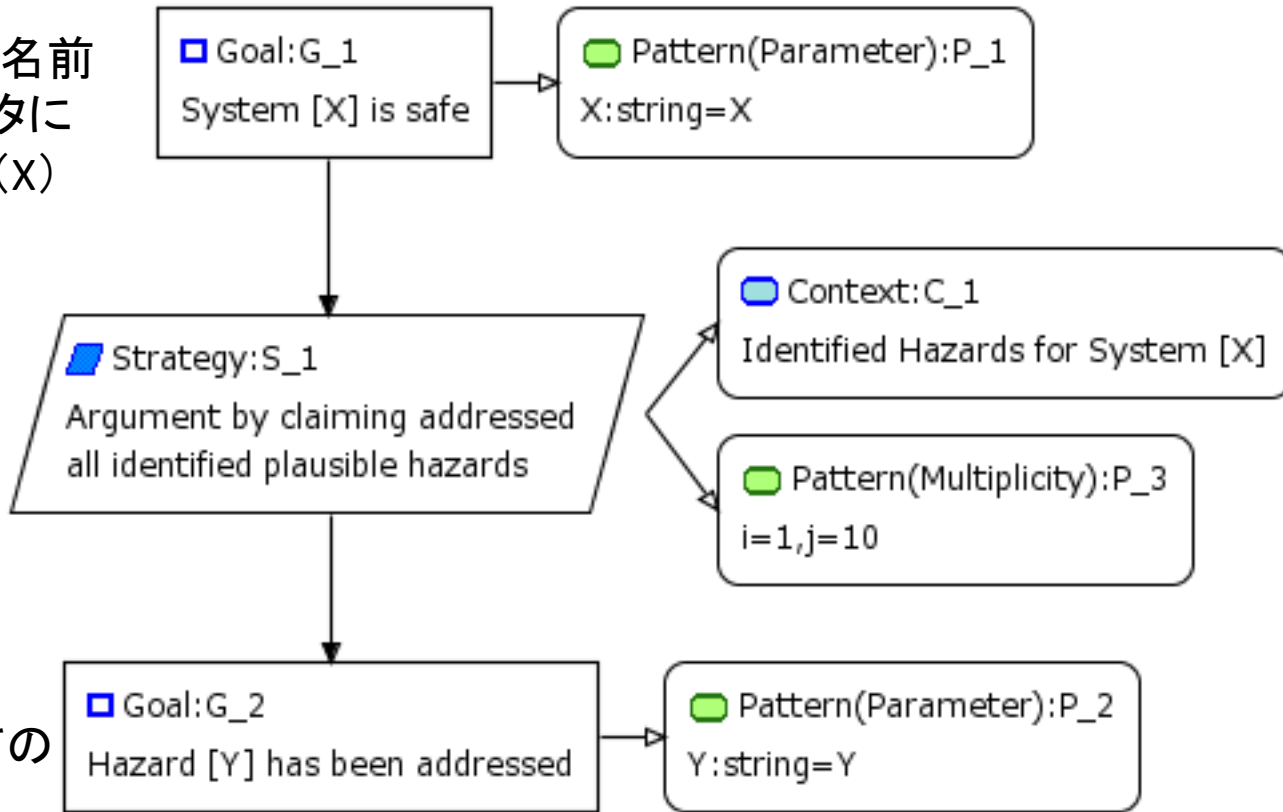 名前
タに
(X)
Goal:G_1
System [X] is safe
Pattern(Parameter):P_1
X:string=X
Strategy:S_1
Argument by claiming addressed
all identified plausible hazards
Context:C_1
Identified Hazards for System [X]
Pattern(Multiplicity):P_3
i=1,j=10
Goal:G_2
Hazard [Y] has been addressed
Pattern(Parameter):P_2
Y:string=Y
ての